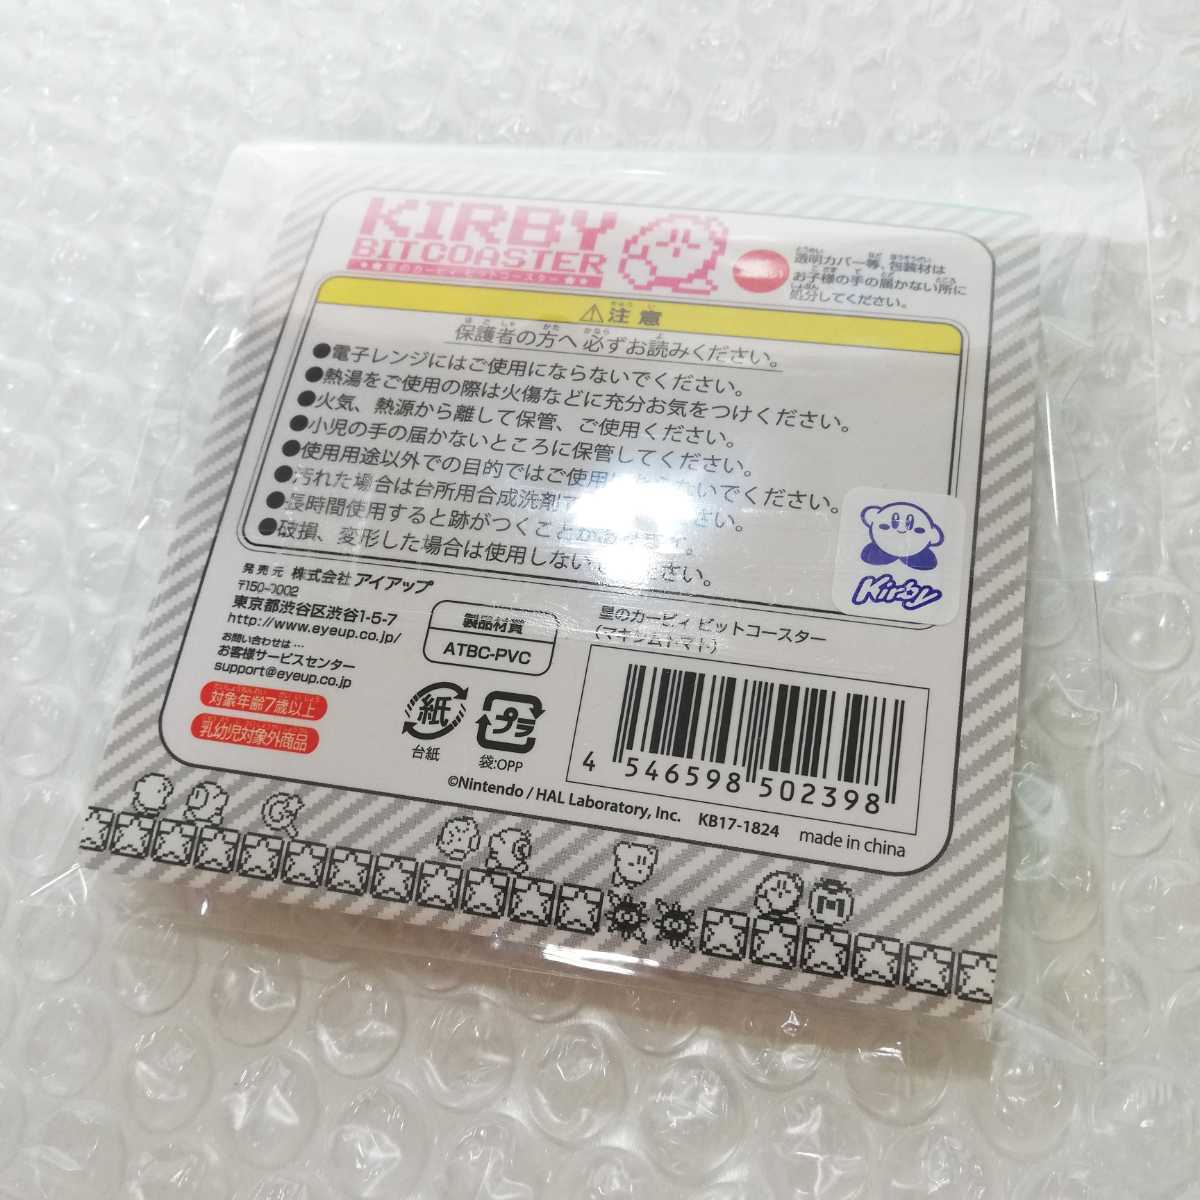 KIRBY
BITCOASTER
★★星のカービィ ビットコースター★★
透明カバー等、包装材は
お子様の手の届かない所に
処分してください。
注意
保護者の方へ必ずお読みください。
●電子レンジにはご使用にならないでください。
●熱湯をご使用の際は火傷などに充分お気をつけください。
●火気、熱源から離して保管、ご使用ください。
●小児の手の届かないところに保管してください。
●使用用途以外での目的ではご使用にならないでください。
●汚れた場合は台所用合成洗剤で
さい。
●長時間使用すると跡がつくことが
●破損、変形した場合は使用しない
さい。
Kirby
発売元 株式会社 アイアップ
〒150-0002
東京都渋谷区渋谷1-5-7
http://www.eyeup.co.jp/
お問い合わせは…
お客様サービスセンター
support@eyeup.co.jp
対象年齢7歳以上
乳幼児対象外商品
製品材質
ATBC-PVC
紙
台紙
プラ
袋:OPP
星のカービィ ビットコースター
(マキシムトマト)
4 546598 502398
©Nintendo / HAL Laboratory, Inc. KB17-1824 made in china
M